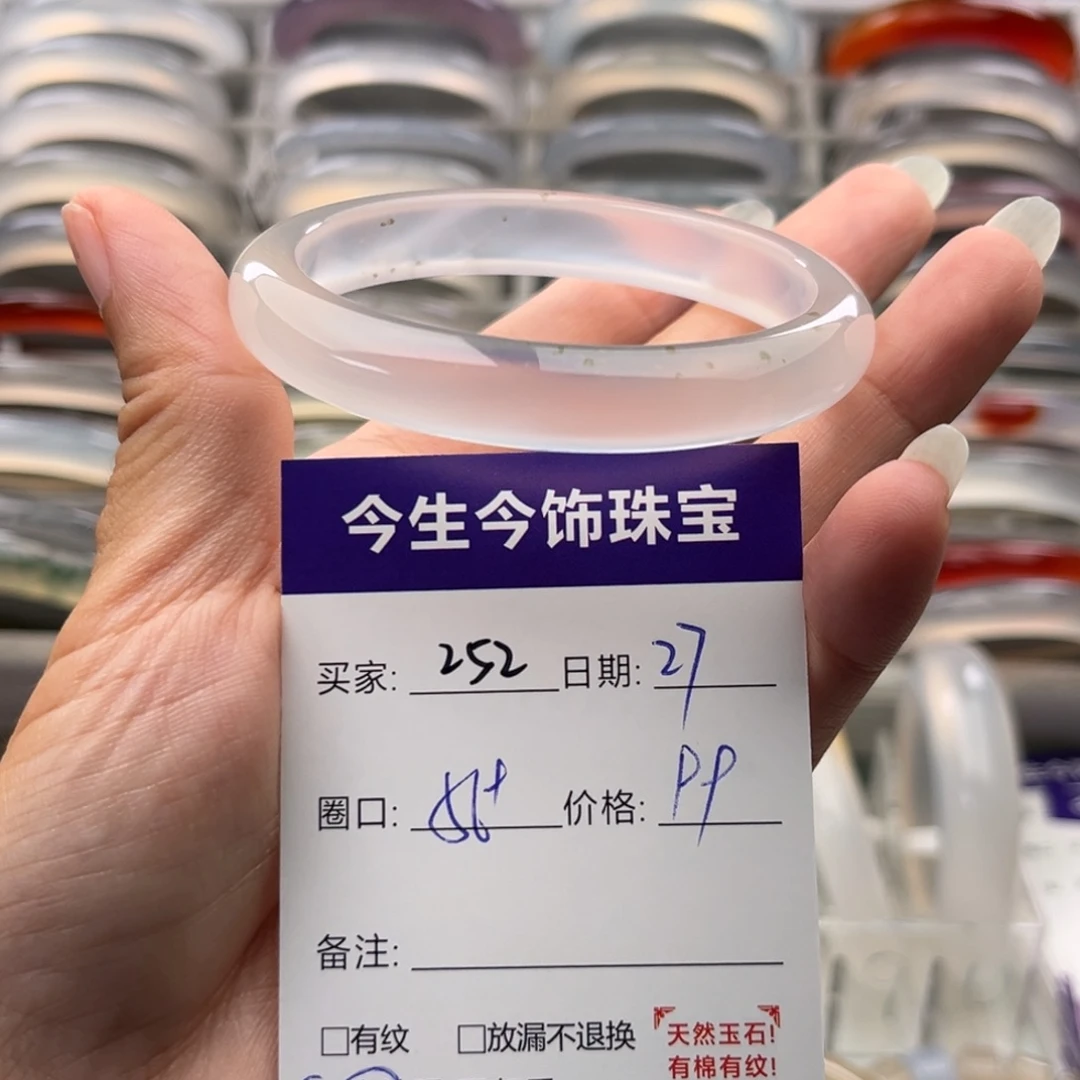 今生今饰珠宝
买家: 252 日期: 27
圈口: 价格: PP
备注:
□有纹 □放漏不退换 天然玉石!
有棉有纹!